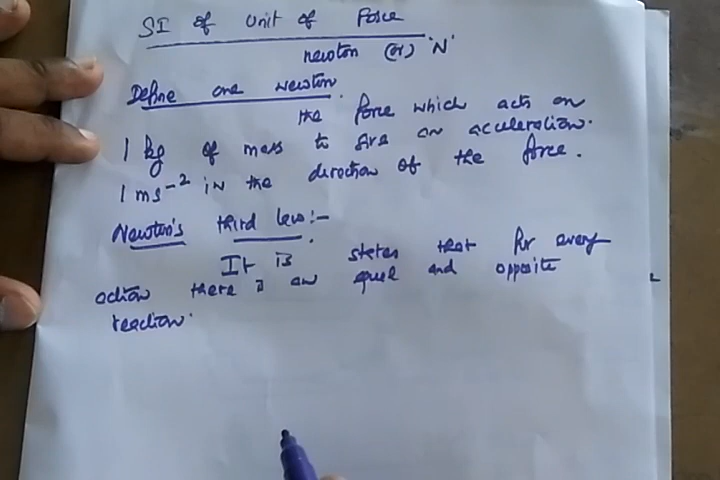 SI of Unit of Force
newton (or) 'N'
Define one Newton.
the force which acts on
1 kg of mass to give an acceleration.
1 ms⁻² in the direction of the force.
Newton's third law:-
It is states that for every
action there is an equal and opposite
reaction.